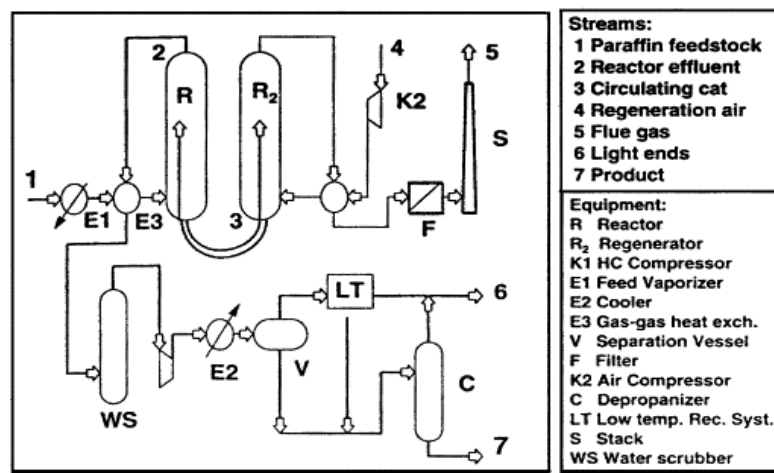 2
R
R2
4
K2
5
S
1
E1
E3
3
F
LT
6
E2
V
C
WS
7
Streams:
1 Paraffin feedstock
2 Reactor effluent
3 Circulating cat
4 Regeneration air
5 Flue gas
6 Light ends
7 Product
Equipment:
R Reactor
R2 Regenerator
K1 HC Compressor
E1 Feed Vaporizer
E2 Cooler
E3 Gas-gas heat exch.
V Separation Vessel
F Filter
K2 Air Compressor
C Depropanizer
LT Low temp. Rec. Syst.
S Stack
WS Water scrubber